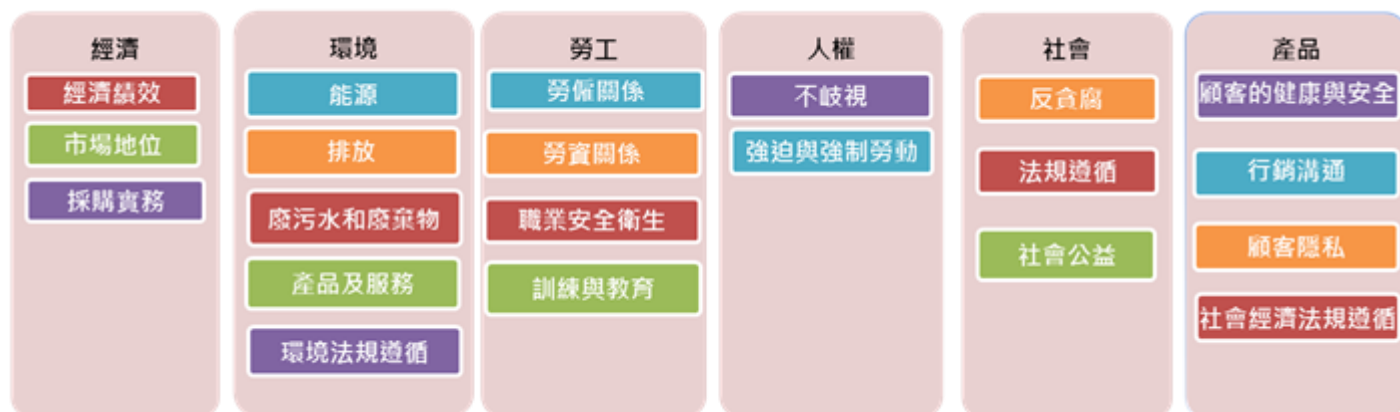 經濟
經濟績效
市場地位
採購實務
環境
能源
排放
廢污水和廢棄物
產品及服務
環境法規遵循
勞工
勞僱關係
勞資關係
職業安全衛生
訓練與教育
人權
不歧視
強迫與強制勞動
社會
反貪腐
法規遵循
社會公益
產品
顧客的健康與安全
行銷溝通
顧客隱私
社會經濟法規遵循